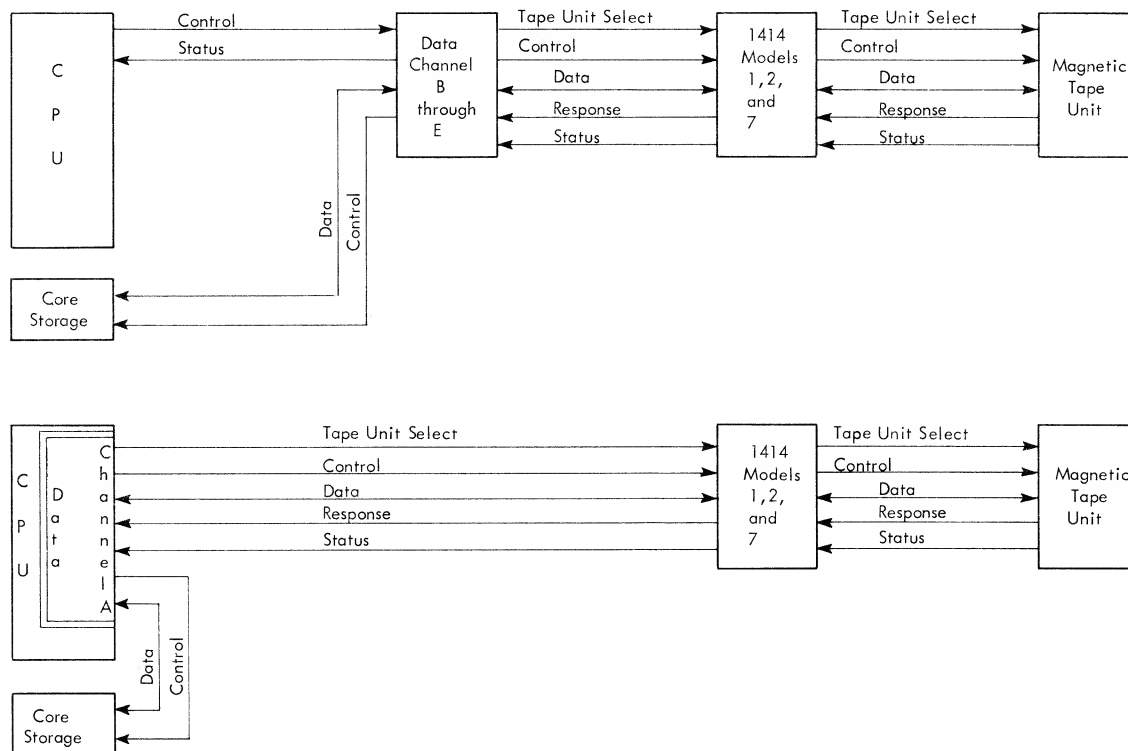 Control
Status
C
P
U
Data
Channel
B
through
E
Tape Unit Select
Control
Data
Response
Status
1414
Models
1,2,
and
7
Tape Unit Select
Control
Data
Response
Status
Magnetic
Tape
Unit
Data
Control
Core
Storage
C
P
U
Data
Channel A
Tape Unit Select
Control
Data
Response
Status
1414
Models
1,2,
and
7
Tape Unit Select
Control
Data
Response
Status
Magnetic
Tape
Unit
Data
Control
Core
Storage